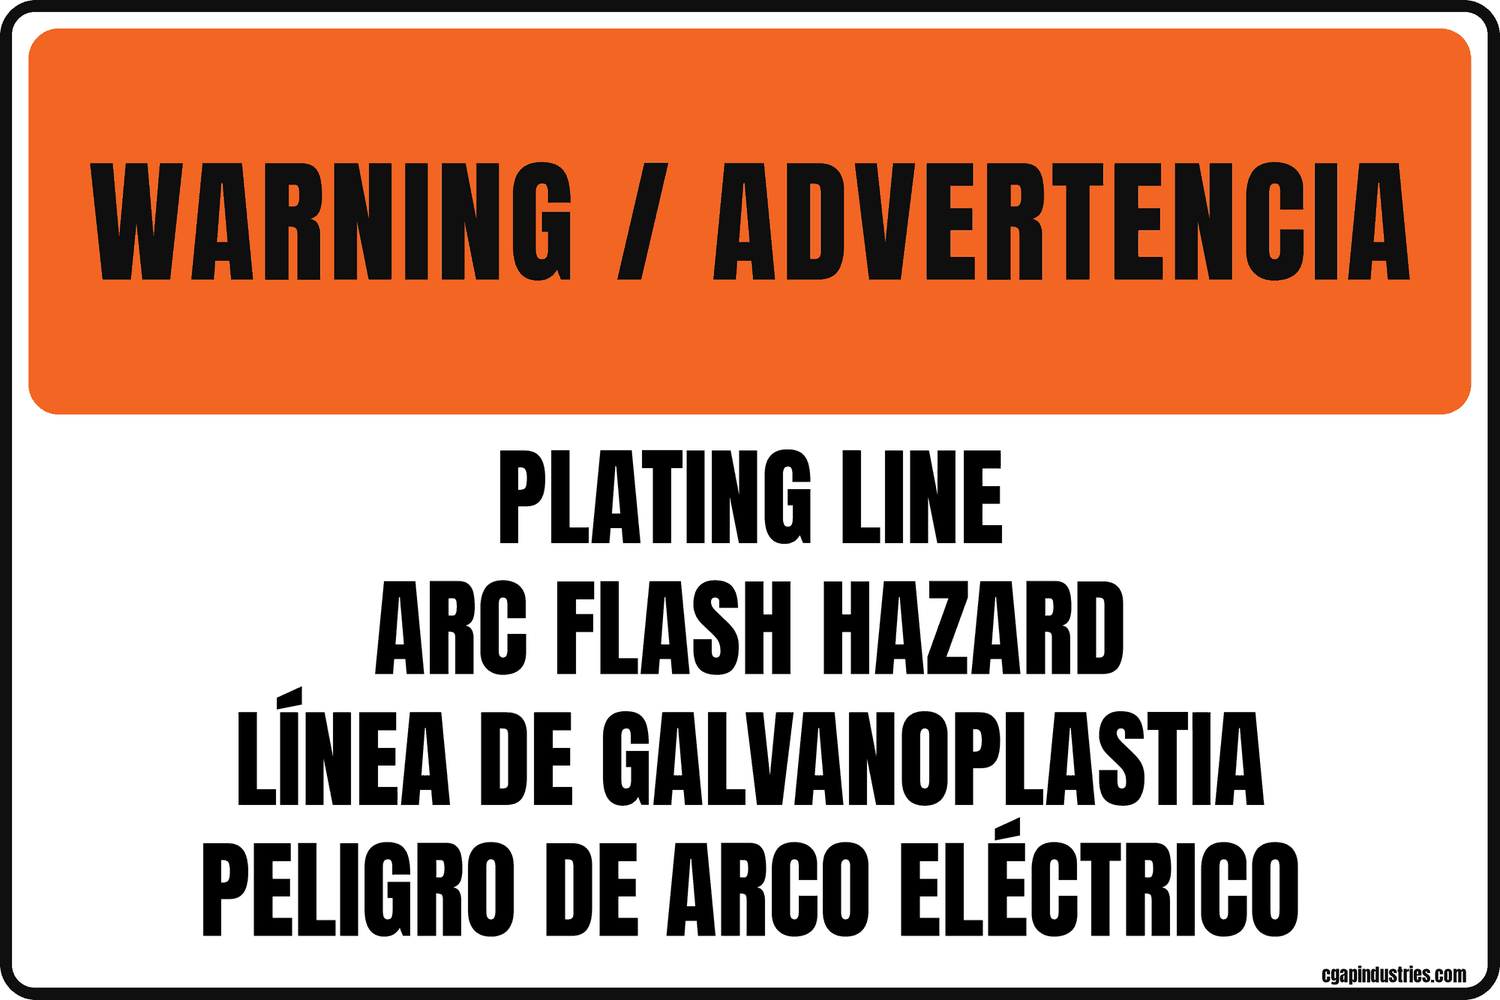 WARNING / ADVERTENCIA
PLATING LINE
ARC FLASH HAZARD
LÍNEA DE GALVANOPLASTIA
PELIGRO DE ARCO ELÉCTRICO
cgapindustries.com